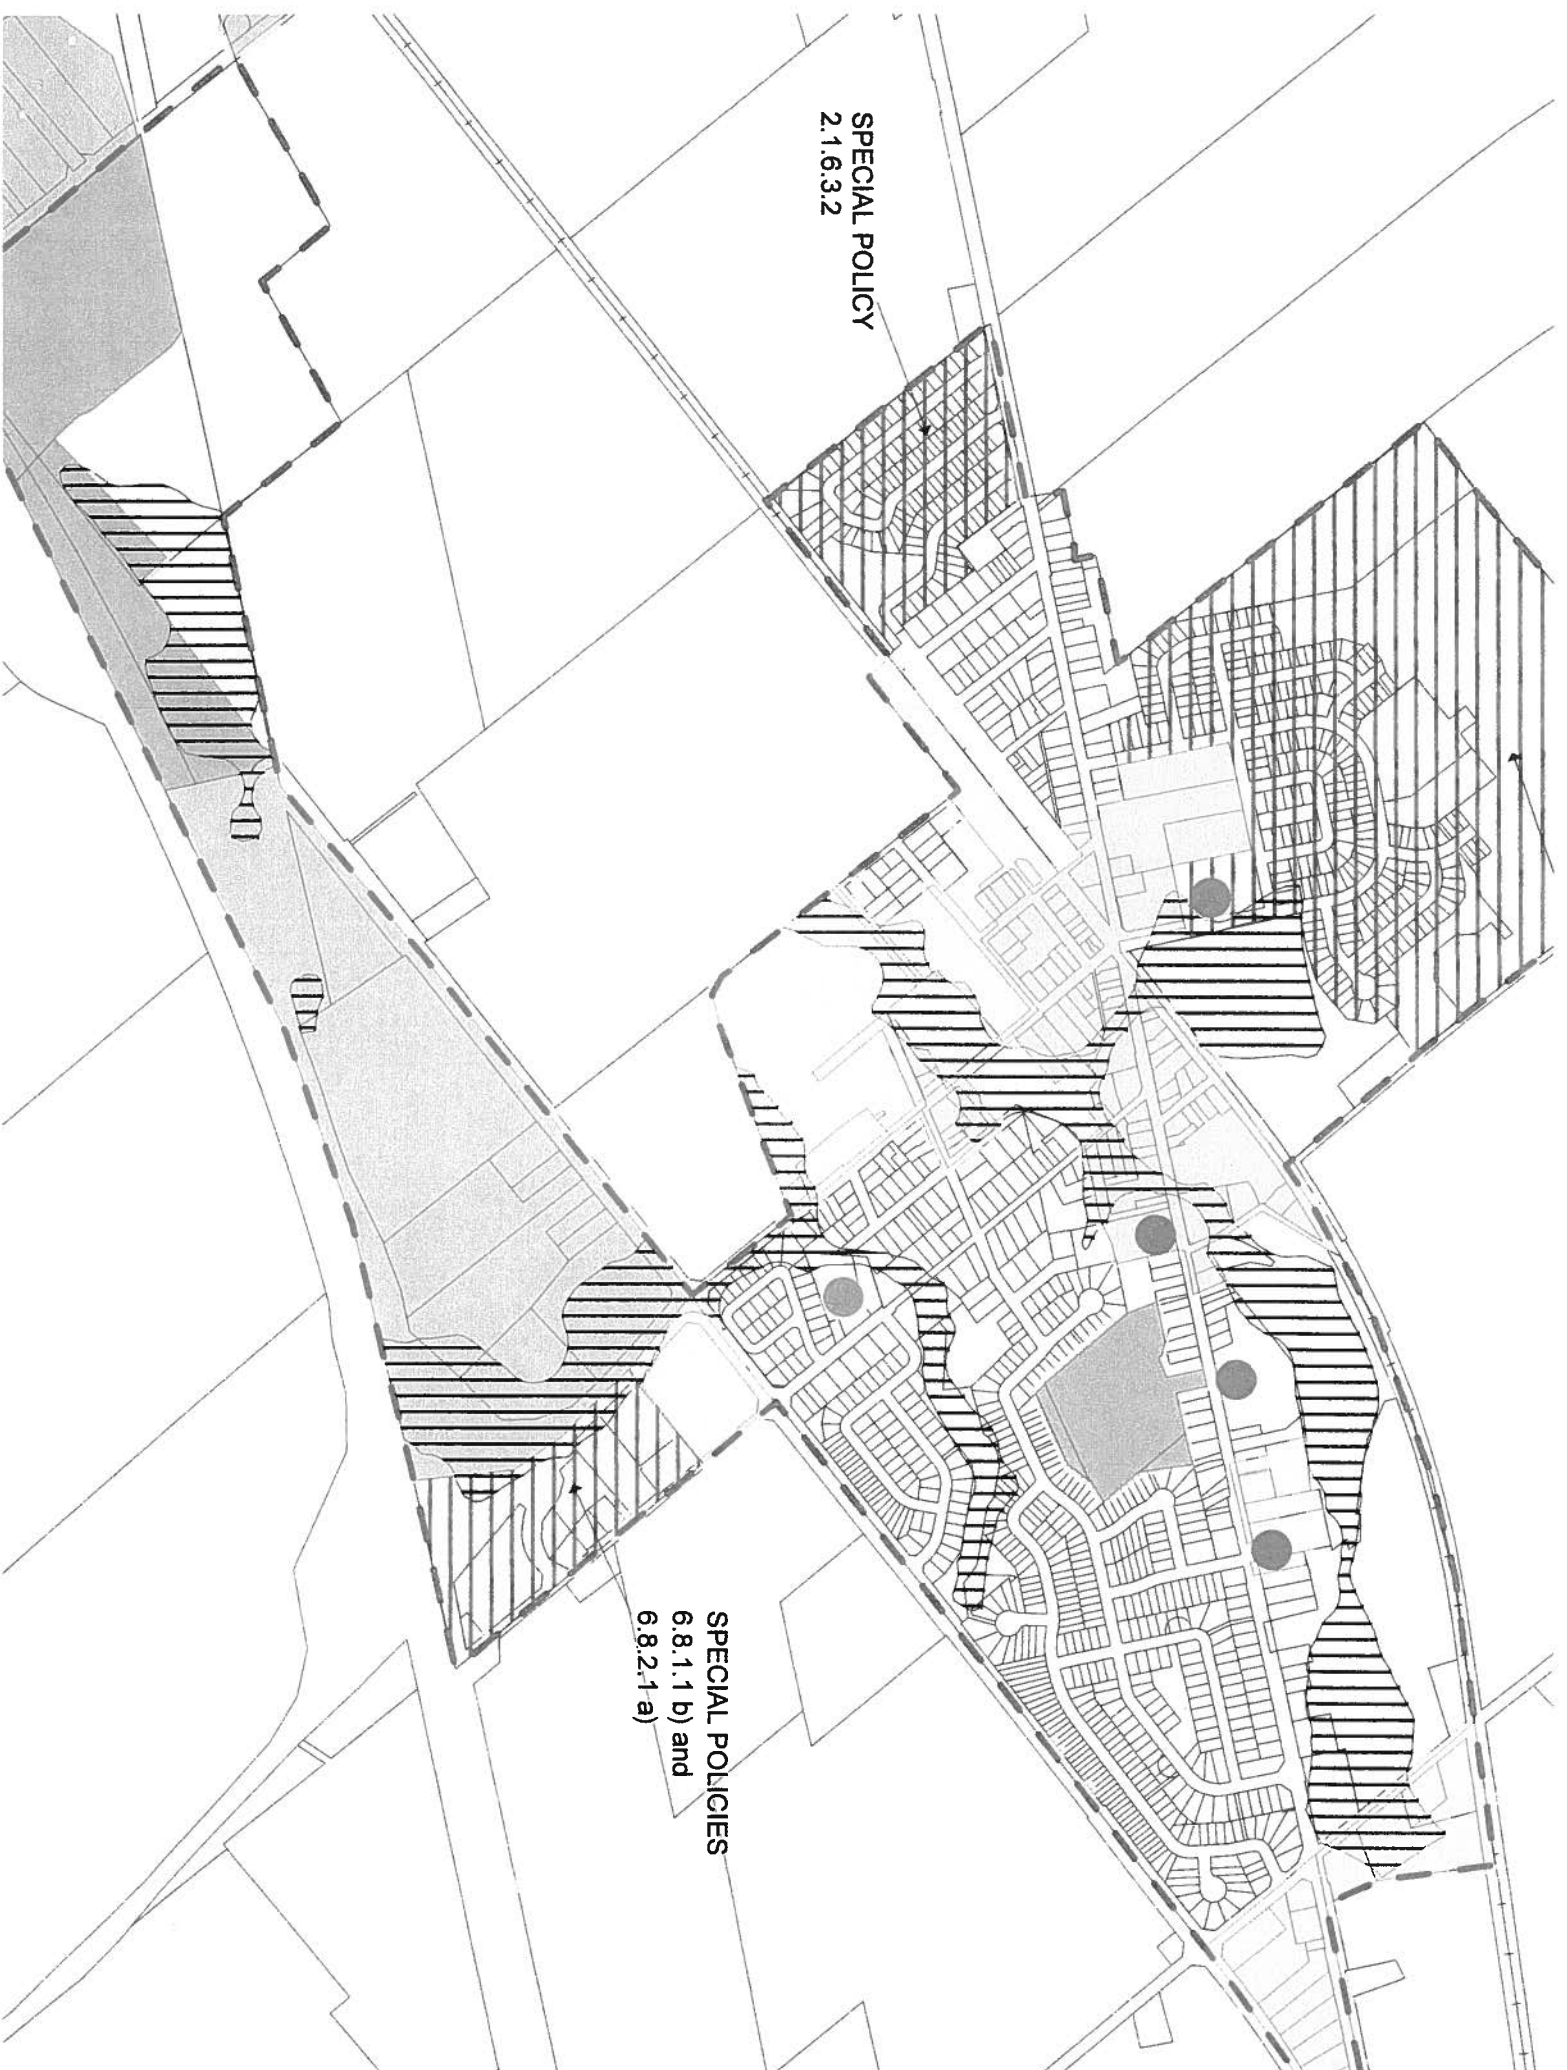 SPECIAL POLICY
2.1.6.3.2
SPECIAL POLICIES
6.8.1.1 b) and
6.8.2.1 a)